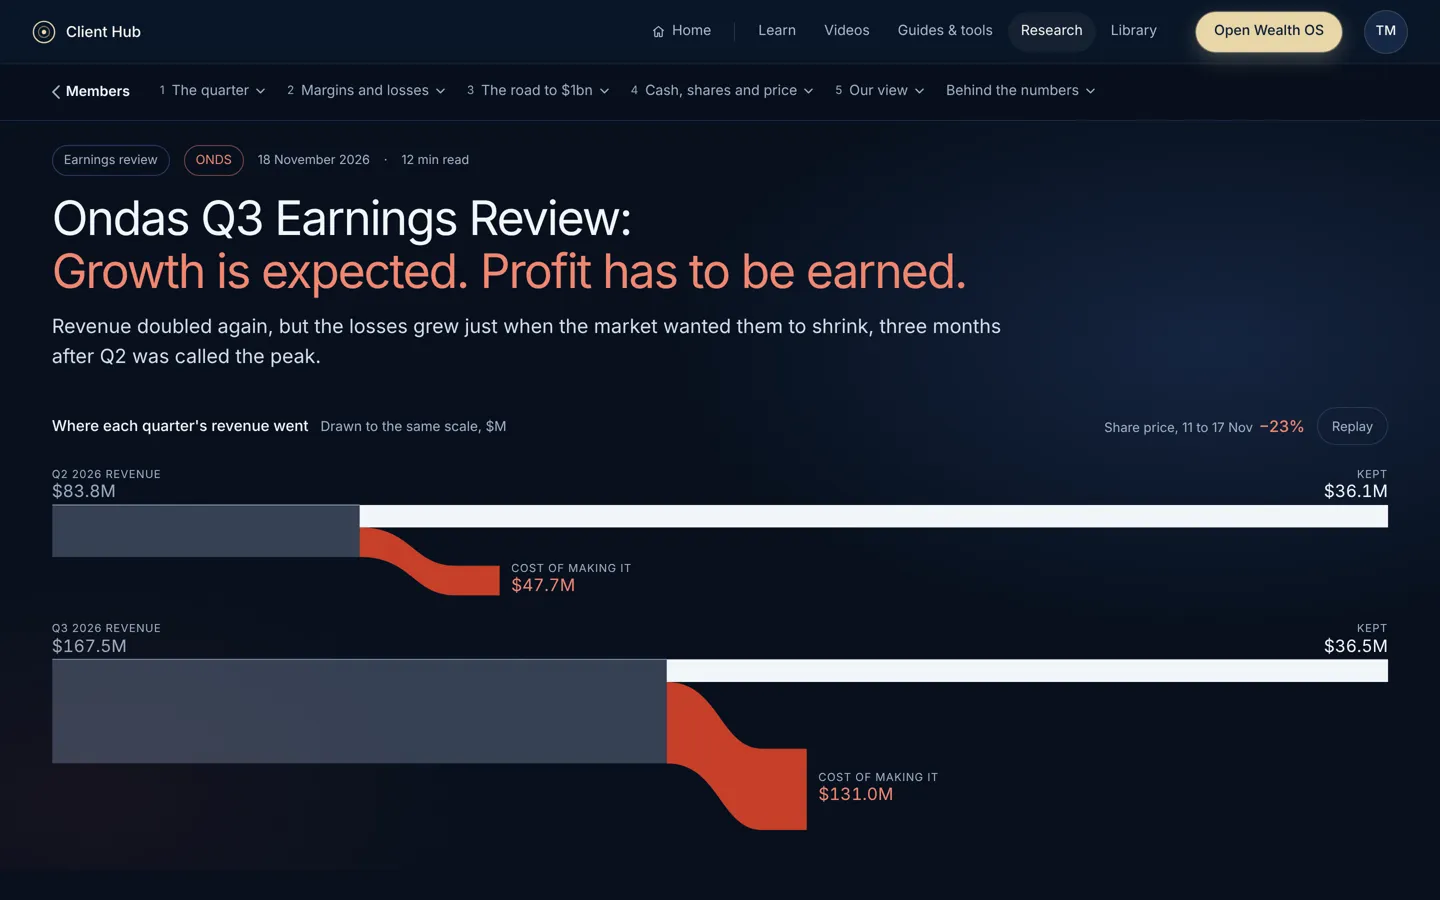 Client Hub
Home
Learn
Videos
Guides & tools
Research
Library
Open Wealth OS
TM
Members
1 The quarter
2 Margins and losses
3 The road to $1bn
4 Cash, shares and price
5 Our view
Behind the numbers
Earnings review
ONDS
18 November 2026 · 12 min read
Ondas Q3 Earnings Review:
Growth is expected. Profit has to be earned.
Revenue doubled again, but the losses grew just when the market wanted them to shrink, three months
after Q2 was called the peak.
Where each quarter's revenue went Drawn to the same scale, $M
Share price, 11 to 17 Nov −23%
Replay
Q2 2026 REVENUE
$83.8M
KEPT
$36.1M
COST OF MAKING IT
$47.7M
Q3 2026 REVENUE
$167.5M
KEPT
$36.5M
COST OF MAKING IT
$131.0M